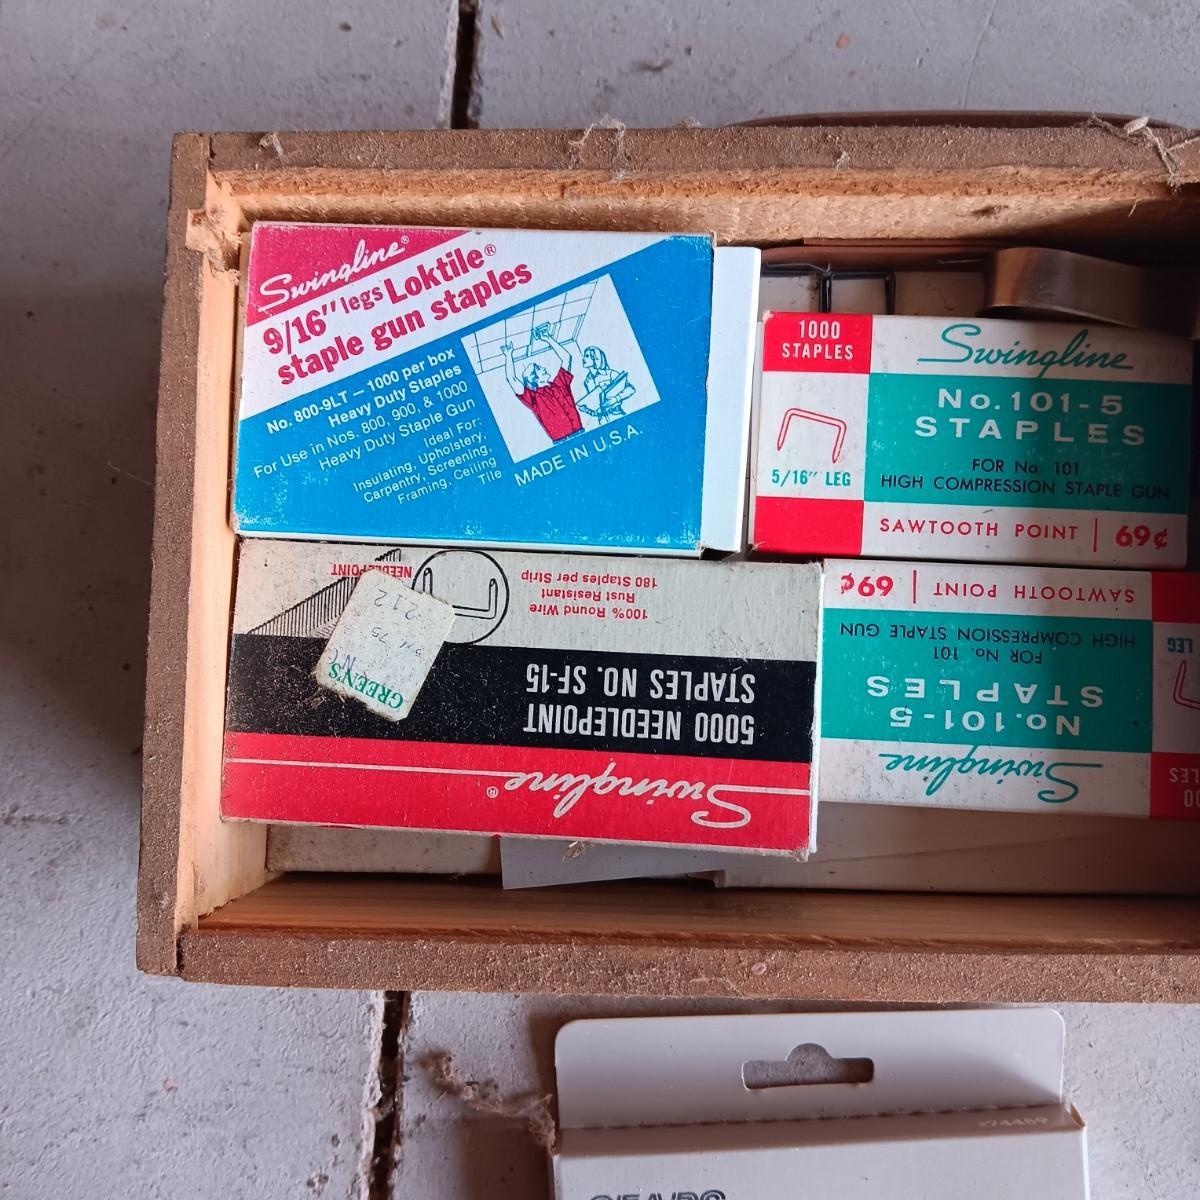 Swingline®
9/16" legs Loktile®
staple gun staples
No. 800-9LT — 1000 per box
Heavy Duty Staples
For Use in Nos. 800, 900, & 1000
Heavy Duty Staple Gun
Ideal For:
Insulating, Upholstery,
Carpentry, Screening,
Framing, Ceiling
Tile
MADE IN U.S.A.
1000
STAPLES
Swingline
No. 101-5
STAPLES
5/16" LEG
FOR No. 101
HIGH COMPRESSION STAPLE GUN
SAWTOOTH POINT | 69¢
Swingline®
5000 NEEDLEPOINT
STAPLES NO. SF-15
100% Round Wire
Rust Resistant
180 Staples per Strip
NEEDLEPOINT
GREEN'S
75
212
Swingline
No. 101-5
STAPLES
FOR No. 101
HIGH COMPRESSION STAPLE GUN
SAWTOOTH POINT | 69¢
LEG
SEARS